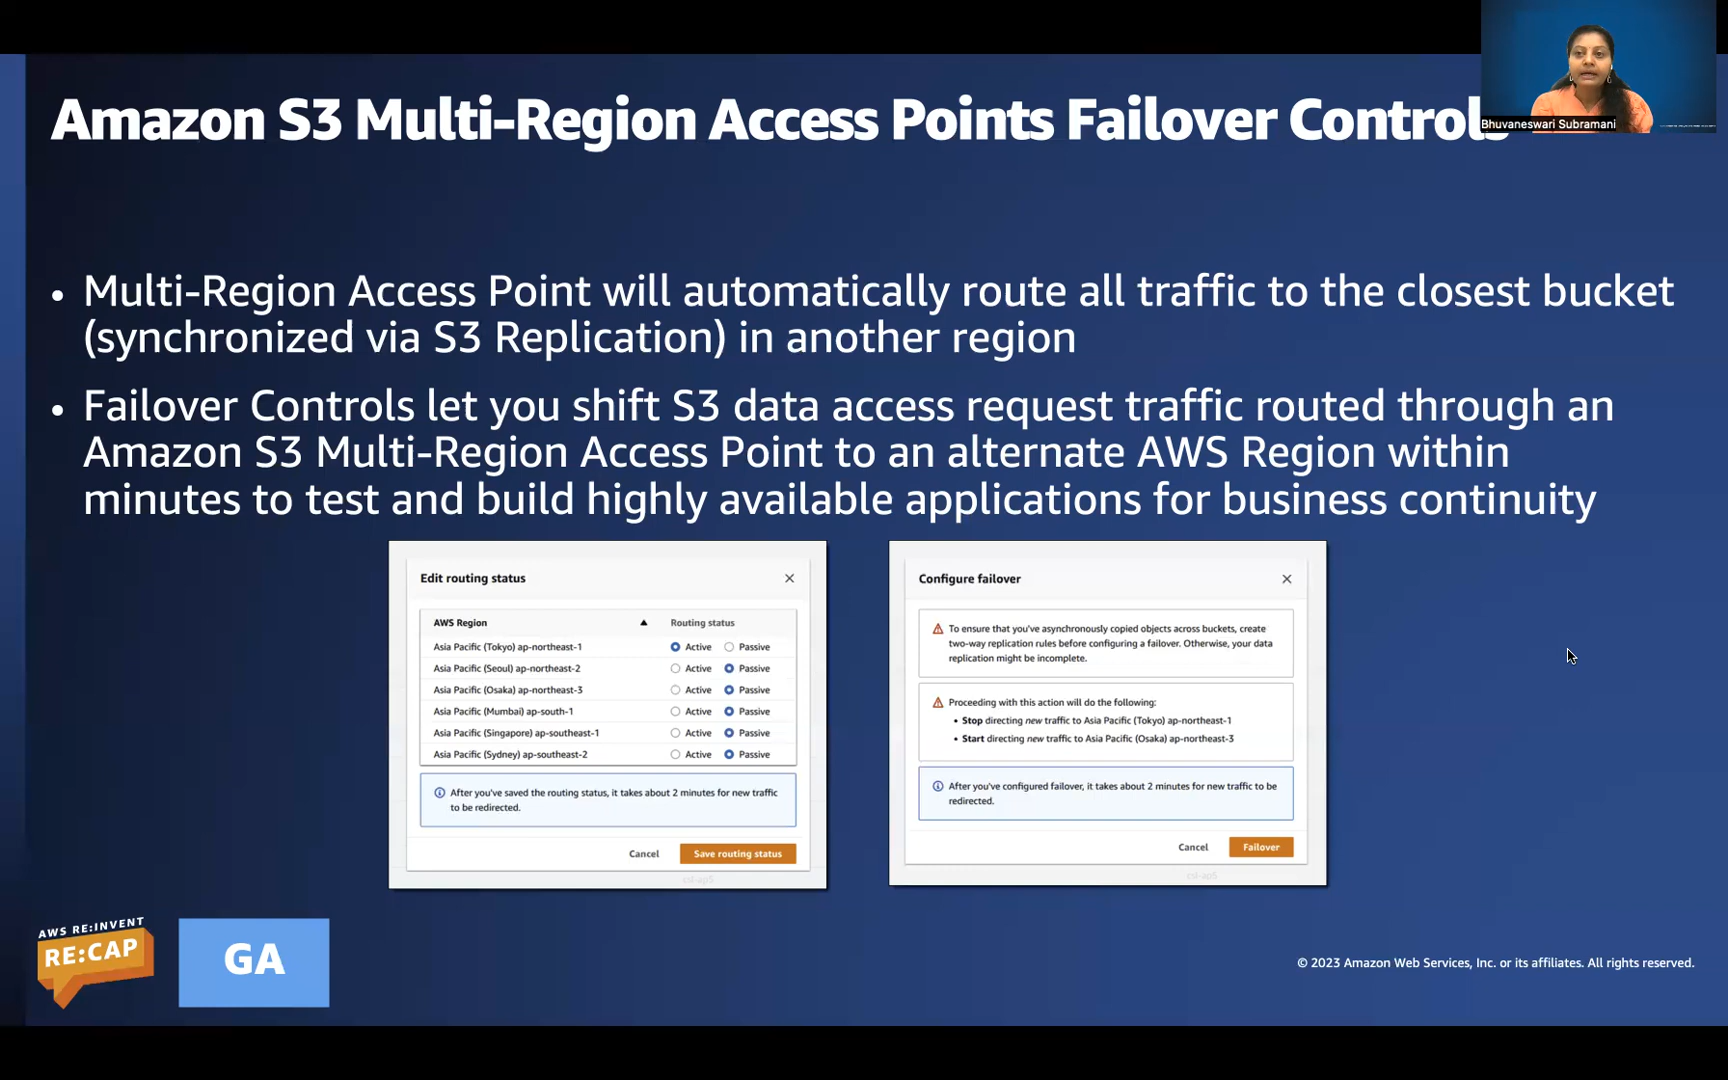 Amazon S3 Multi-Region Access Points Failover Controls
Bhuvaneswari Subramani
• Multi-Region Access Point will automatically route all traffic to the closest bucket
(synchronized via S3 Replication) in another region
• Failover Controls let you shift S3 data access request traffic routed through an
Amazon S3 Multi-Region Access Point to an alternate AWS Region within
minutes to test and build highly available applications for business continuity
Edit routing status
AWS Region Routing status
Asia Pacific (Tokyo) ap-northeast-1 Active Passive
Asia Pacific (Seoul) ap-northeast-2 Active Passive
Asia Pacific (Osaka) ap-northeast-3 Active Passive
Asia Pacific (Mumbai) ap-south-1 Active Passive
Asia Pacific (Singapore) ap-southeast-1 Active Passive
Asia Pacific (Sydney) ap-southeast-2 Active Passive
After you've saved the routing status, it takes about 2 minutes for new traffic
to be redirected.
Cancel Save routing status
csl-ap5
Configure failover
To ensure that you've asynchronously copied objects across buckets, create
two-way replication rules before configuring a failover. Otherwise, your data
replication might be incomplete.
Proceeding with this action will do the following:
• Stop directing new traffic to Asia Pacific (Tokyo) ap-northeast-1
• Start directing new traffic to Asia Pacific (Osaka) ap-northeast-3
After you've configured failover, it takes about 2 minutes for new traffic to be
redirected.
Cancel Failover
csl-ap5
AWS RE:INVENT
RE:CAP
GA
© 2023 Amazon Web Services, Inc. or its affiliates. All rights reserved.